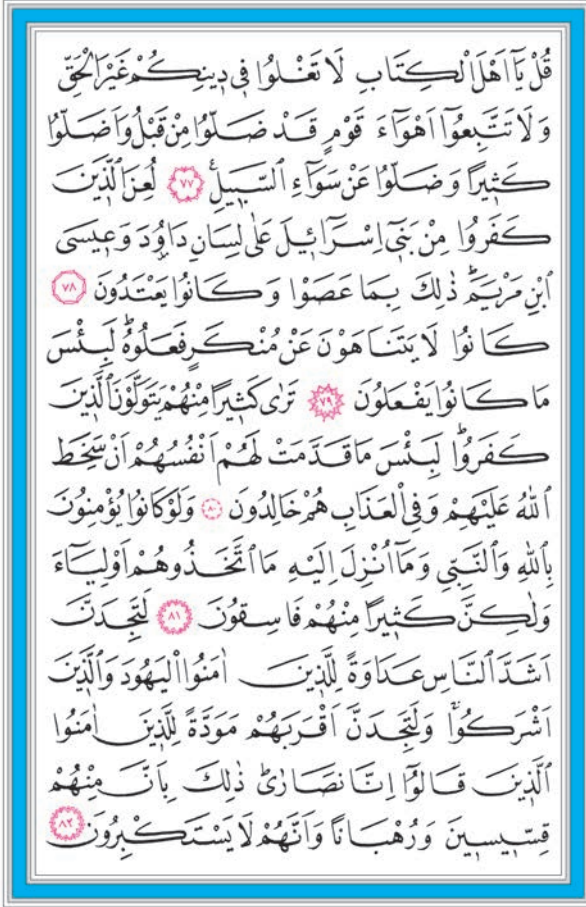 قُلْ يَٓا اَهْلَ الْكِتَابِ لَا تَغْلُوا فٖى دٖينِكُمْ غَيْرَ الْحَقِّ
وَلَا تَتَّبِعُٓوا اَهْوَٓاءَ قَوْمٍ قَدْ ضَلُّوا مِنْ قَبْلُ وَاَضَلُّوا
كَثٖيرًا وَضَلُّوا عَنْ سَوَٓاءِ السَّبٖيلِ ﴿٧٧﴾ لُعِنَ الَّذٖينَ
كَفَرُوا مِنْ بَنٖٓى اِسْرَٓائٖيلَ عَلٰى لِسَانِ دَاوُدَ وَعٖيسَى
ابْنِ مَرْيَمَؕ ذٰلِكَ بِمَا عَصَوْا وَكَانُوا يَعْتَدُونَ ﴿٧٨﴾
كَانُوا لَا يَتَنَاهَوْنَ عَنْ مُنْكَرٍ فَعَلُوهُؕ لَبِئْسَ
مَا كَانُوا يَفْعَلُونَ ﴿٧٩﴾ تَرٰى كَثٖيرًا مِنْهُمْ يَتَوَلَّوْنَ الَّذٖينَ
كَفَرُواؕ لَبِئْسَ مَا قَدَّمَتْ لَهُمْ اَنْفُسُهُمْ اَنْ سَخِطَ
اللّٰهُ عَلَيْهِمْ وَفِى الْعَذَابِ هُمْ خَالِدُونَ ﴿٨٠﴾ وَلَوْ كَانُوا يُؤْمِنُونَ
بِاللّٰهِ وَالنَّبِىِّ وَمَٓا اُنْزِلَ اِلَيْهِ مَا اتَّخَذُوهُمْ اَوْلِيَٓاءَ
وَلٰكِنَّ كَثٖيرًا مِنْهُمْ فَاسِقُونَ ﴿٨١﴾ لَتَجِدَنَّ
اَشَدَّ النَّاسِ عَدَاوَةً لِلَّذٖينَ اٰمَنُوا الْيَهُودَ وَالَّذٖينَ
اَشْرَكُواۚ وَلَتَجِدَنَّ اَقْرَبَهُمْ مَوَدَّةً لِلَّذٖينَ اٰمَنُوا
الَّذٖينَ قَالُٓوا اِنَّا نَصَارٰىؕ ذٰلِكَ بِاَنَّ مِنْهُمْ
قِسّٖيسٖينَ وَرُهْبَانًا وَاَنَّهُمْ لَا يَسْتَكْبِرُونَ ﴿٨٢﴾